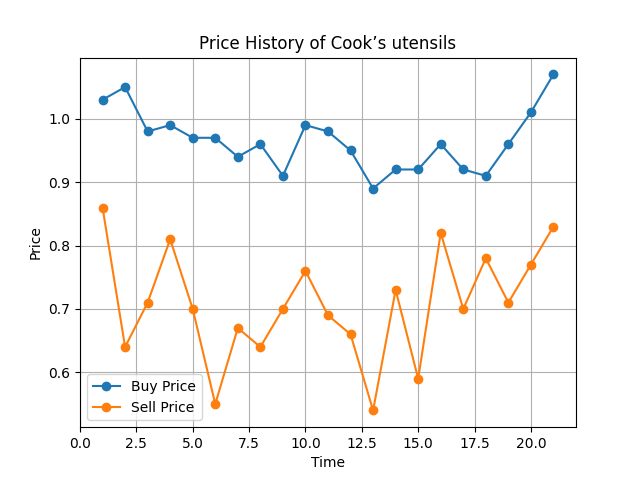 Price History of Cook’s utensils
Price
1.0
0.9
0.8
0.7
0.6
Buy Price
Sell Price
0.0 2.5 5.0 7.5 10.0 12.5 15.0 17.5 20.0
Time